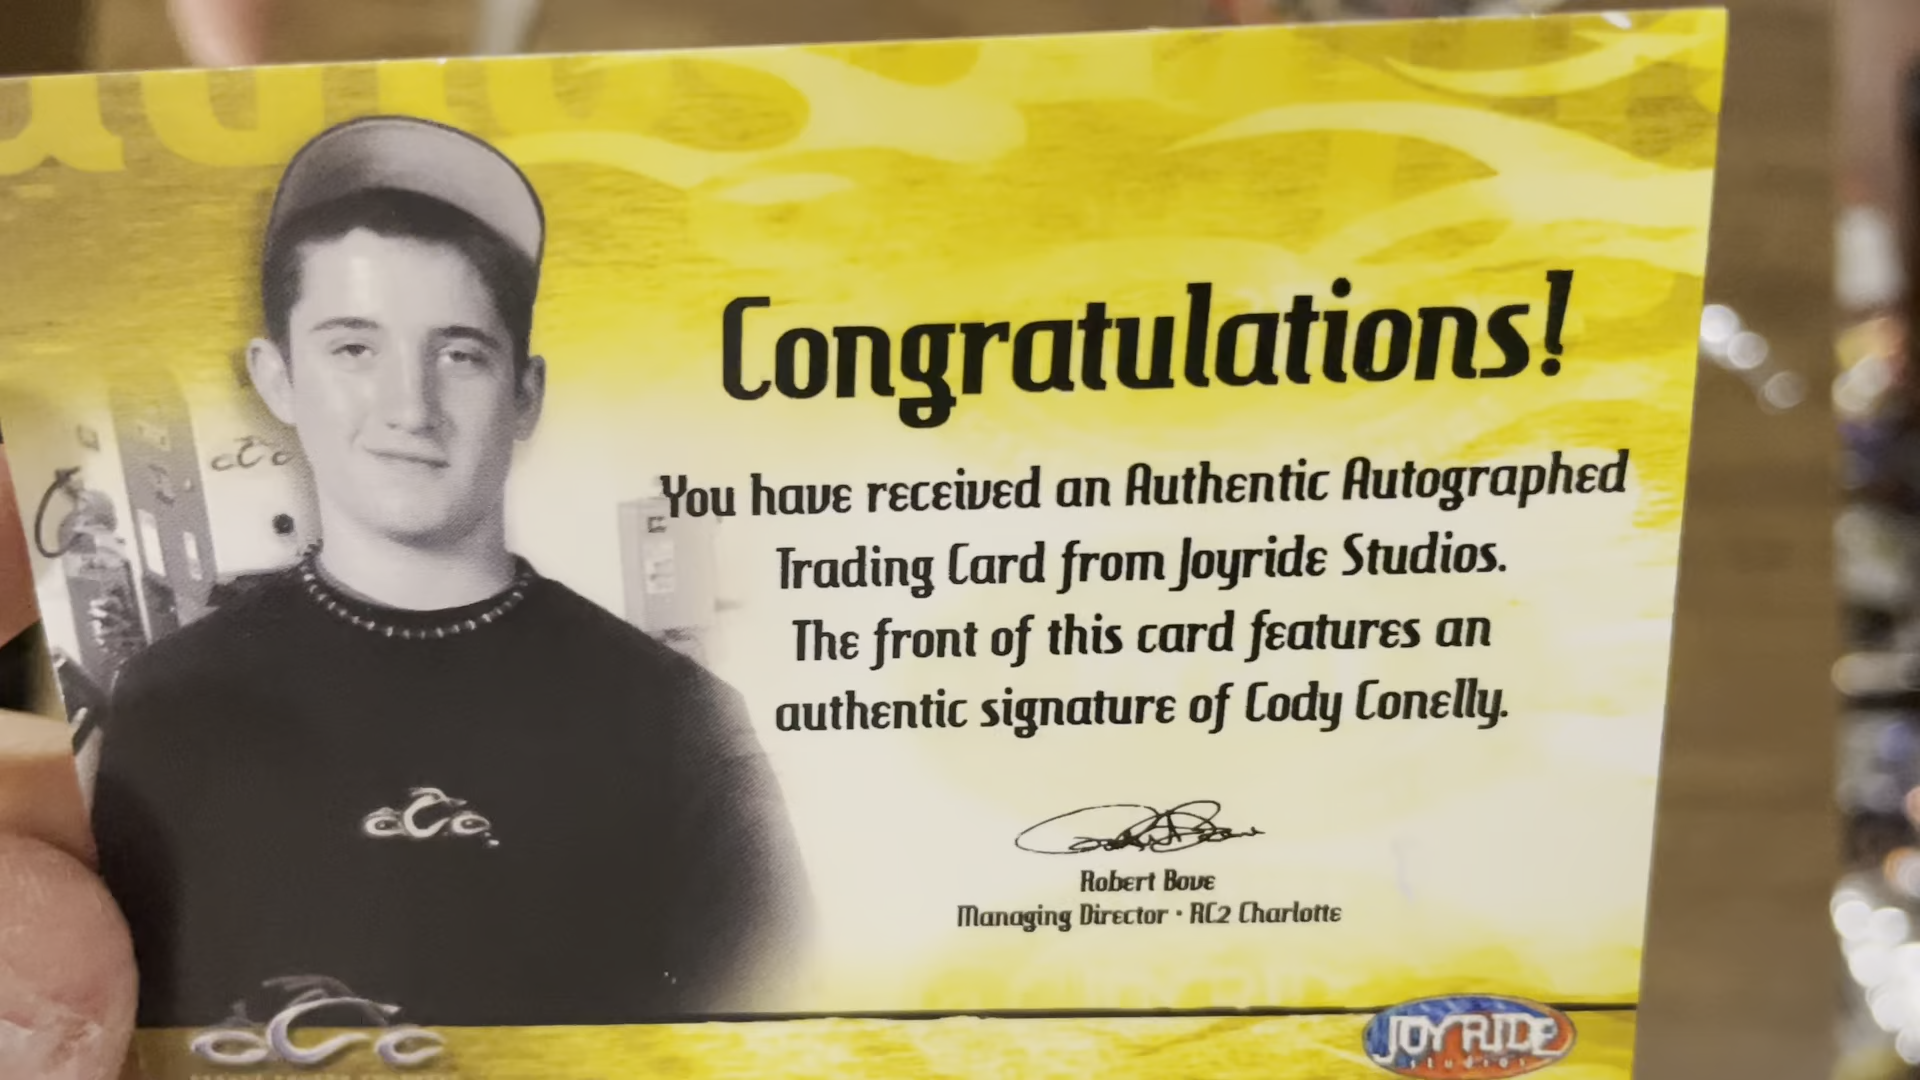 Congratulations!
You have received an Authentic Autographed
Trading Card from Joyride Studios.
The front of this card features an
authentic signature of Cody Conelly.
Robert Bove
Managing Director · RC2 Charlotte
OCC
JOYRIDE
studios